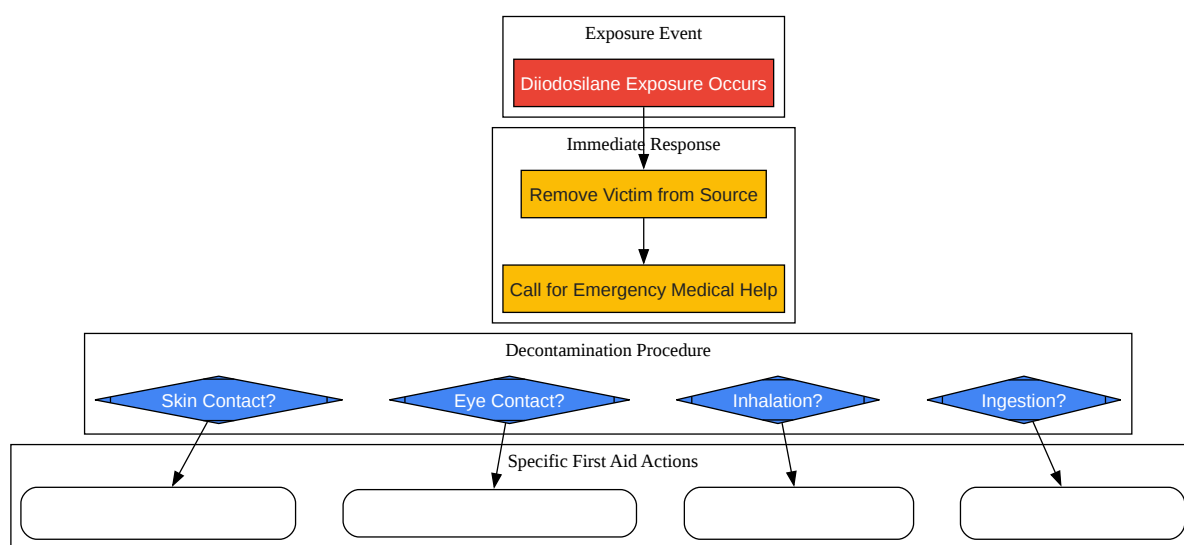 Exposure Event
Diiodosilane Exposure Occurs
Immediate Response
Remove Victim from Source
Call for Emergency Medical Help
Decontamination Procedure
Skin Contact?
Eye Contact?
Inhalation?
Ingestion?
Specific First Aid Actions